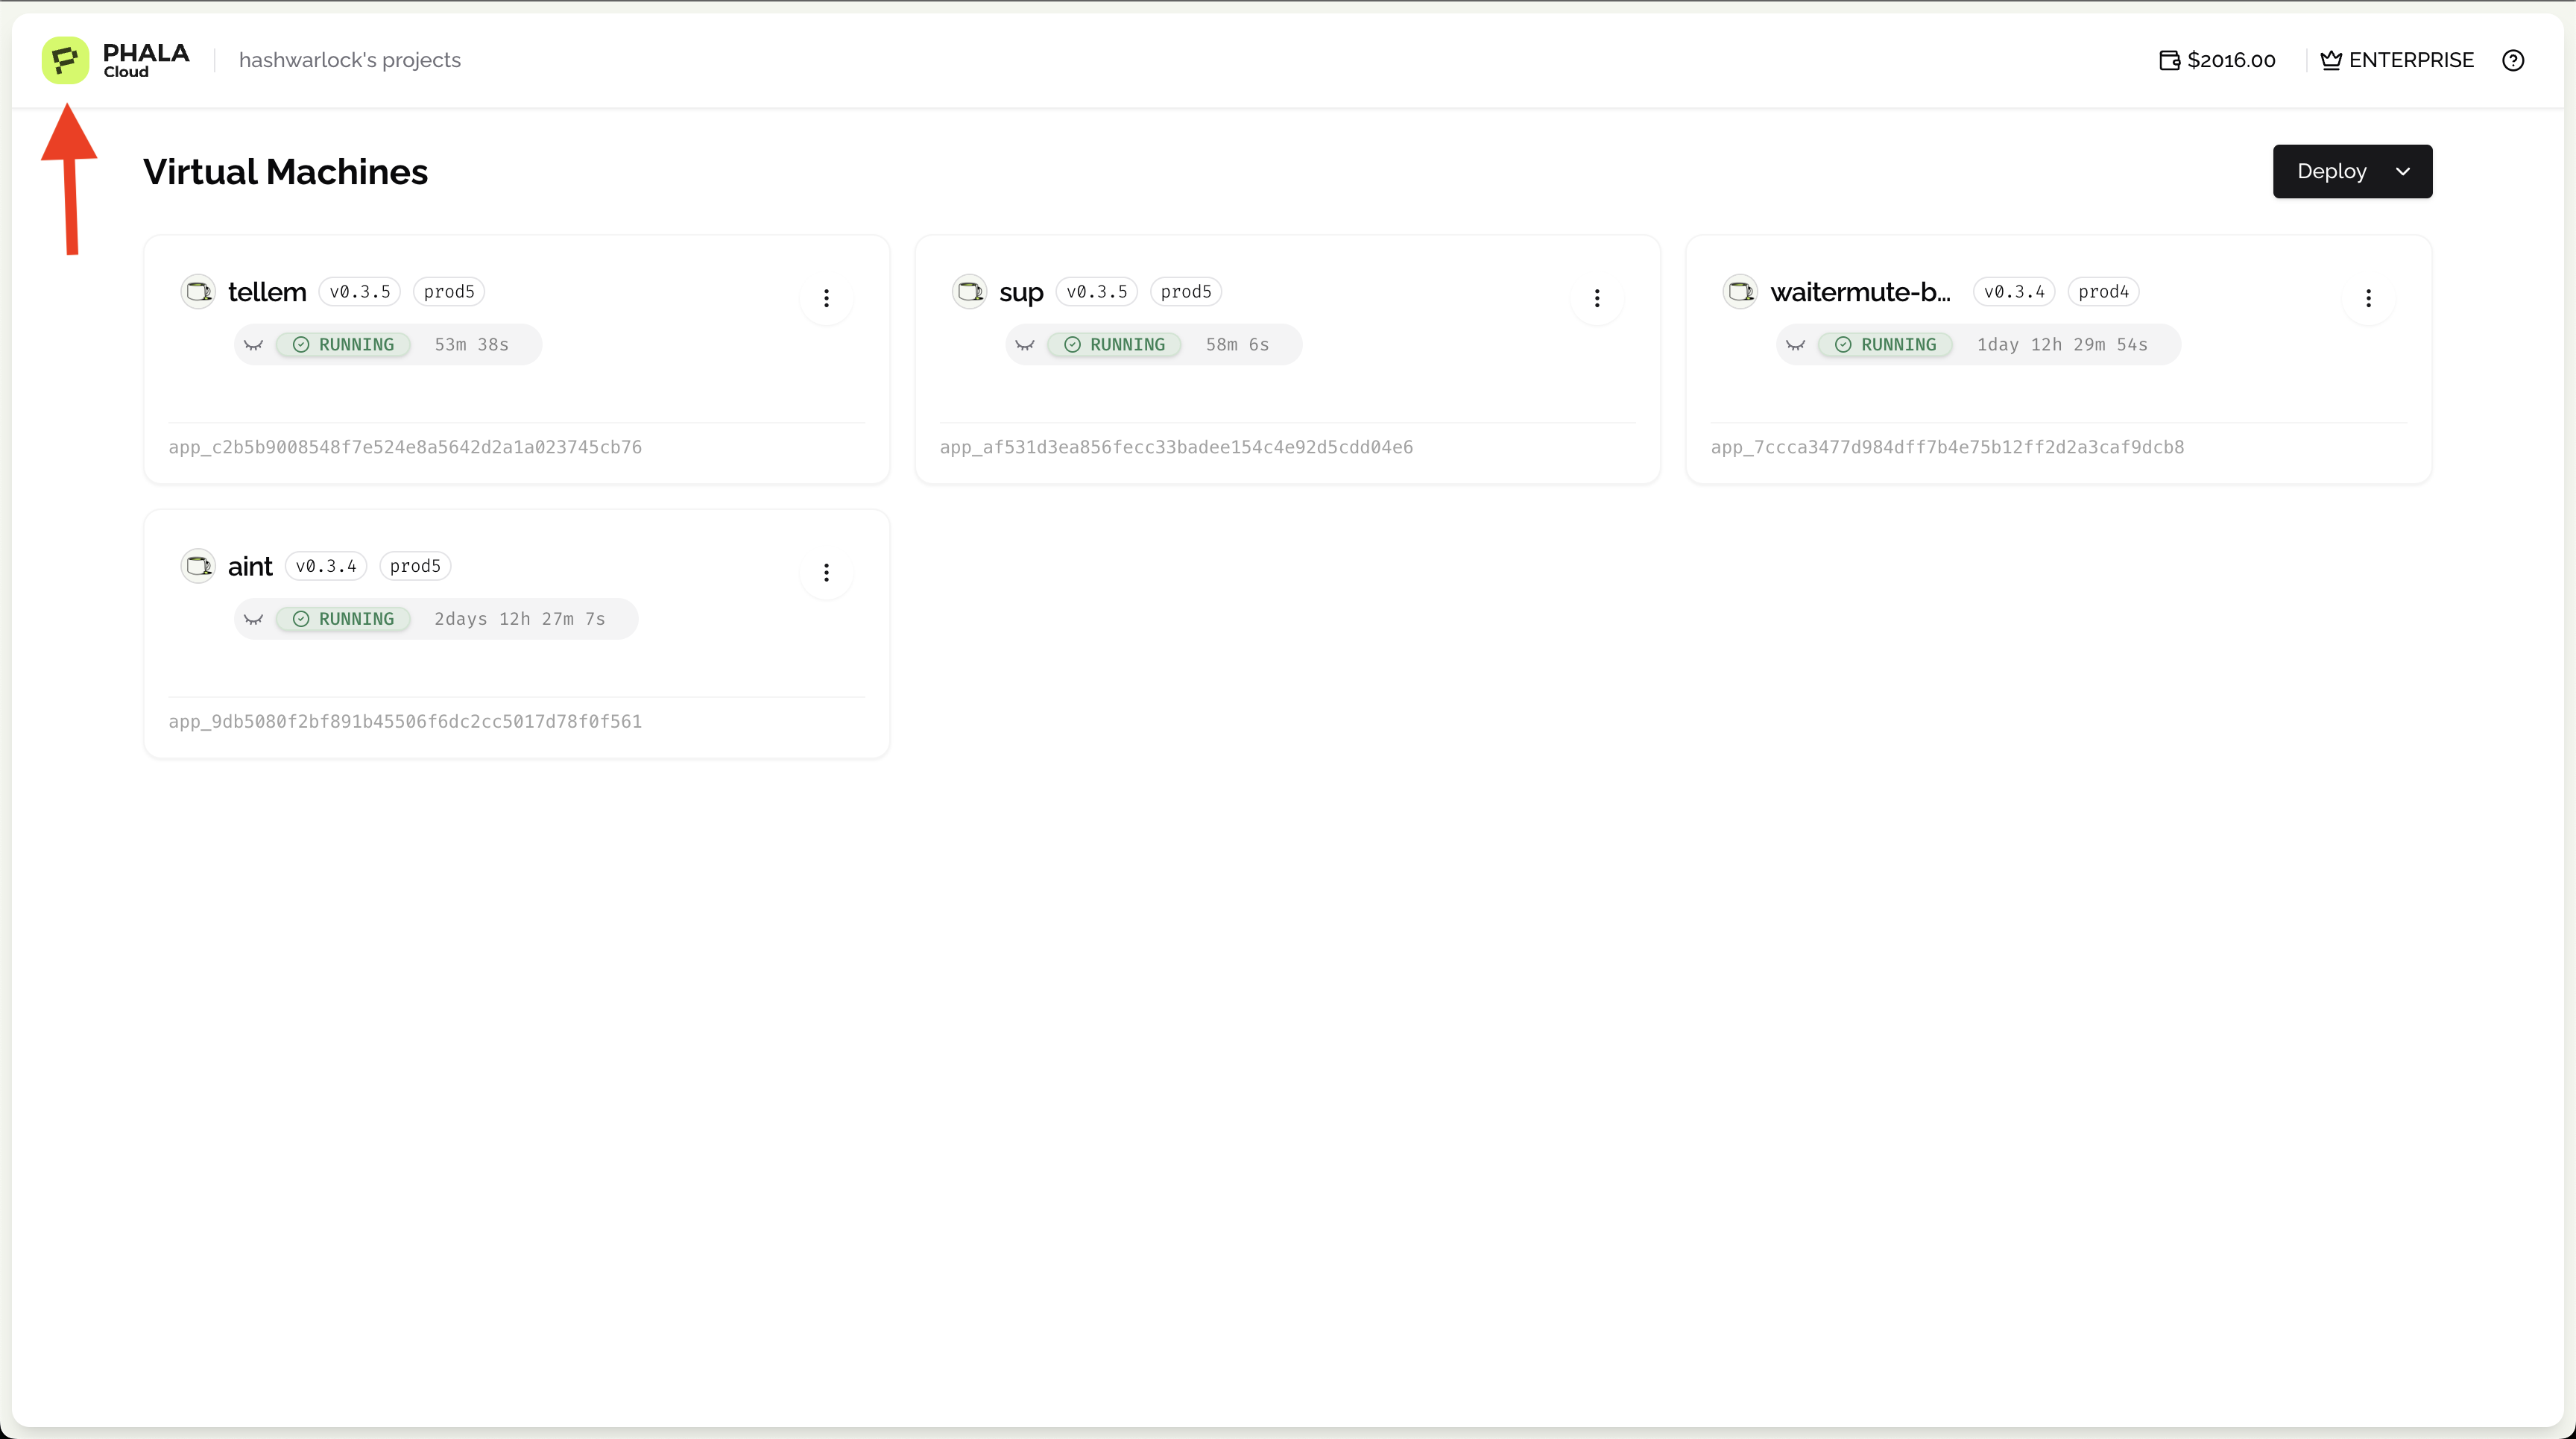 PHALA
Cloud
hashwarlock's projects
$2016.00
ENTERPRISE
Virtual Machines
Deploy
tellem v0.3.5 prod5
RUNNING 53m 38s
app_c2b5b9008548f7e524e8a5642d2a1a023745cb76
sup v0.3.5 prod5
RUNNING 58m 6s
app_af531d3ea856fecc33badee154c4e92d5cdd04e6
waitermute-b... v0.3.4 prod4
RUNNING 1day 12h 29m 54s
app_7ccca3477d984dff7b4e75b12ff2d2a3caf9dcb8
aint v0.3.4 prod5
RUNNING 2days 12h 27m 7s
app_9db5080f2bf891b45506f6dc2cc5017d78f0f561